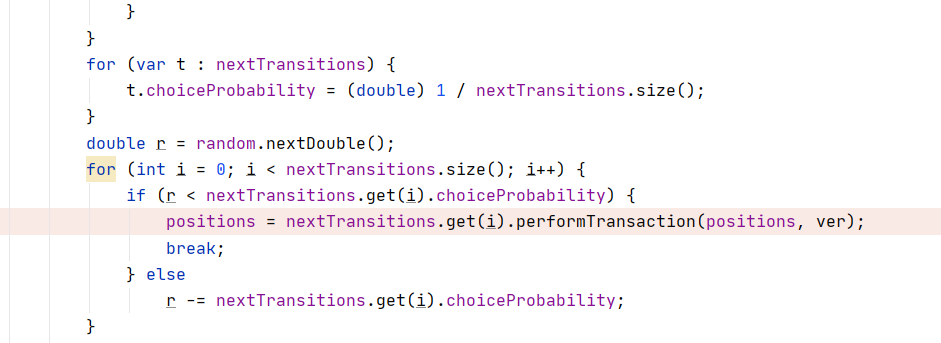 }
}
for (var t : nextTransitions) {
t.choiceProbability = (double) 1 / nextTransitions.size();
}
double r = random.nextDouble();
for (int i = 0; i < nextTransitions.size(); i++) {
if (r < nextTransitions.get(i).choiceProbability) {
positions = nextTransitions.get(i).performTransaction(positions, ver);
break;
} else
r -= nextTransitions.get(i).choiceProbability;
}